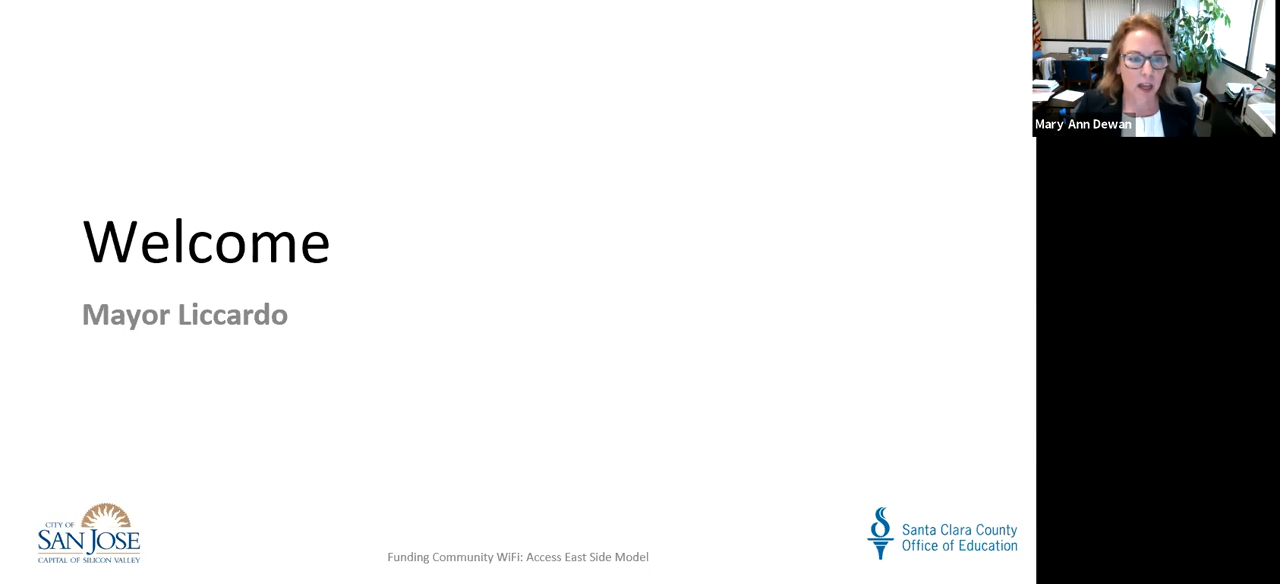 Mary Ann Dewan
Welcome
Mayor Liccardo
CITY OF
SAN JOSE
CAPITAL OF SILICON VALLEY
Funding Community WiFi: Access East Side Model
Santa Clara County
Office of Education